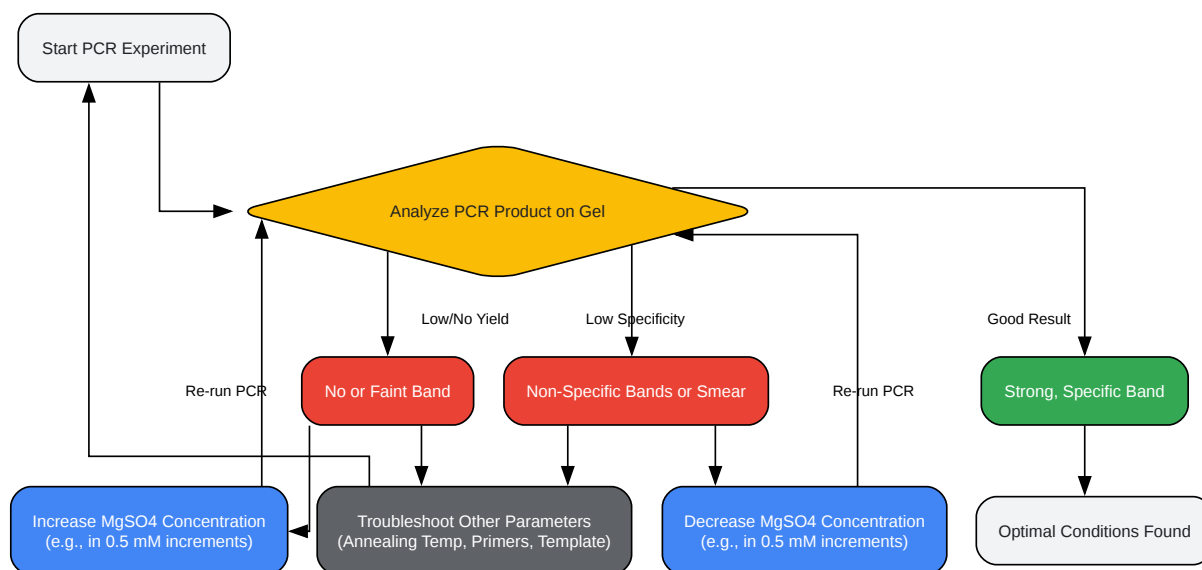 Start PCR Experiment
Analyze PCR Product on Gel
Low/No Yield
Low Specificity
Good Result
Re-run PCR
No or Faint Band
Non-Specific Bands or Smear
Re-run PCR
Strong, Specific Band
Increase MgSO4 Concentration
(e.g., in 0.5 mM increments)
Troubleshoot Other Parameters
(Annealing Temp, Primers, Template)
Decrease MgSO4 Concentration
(e.g., in 0.5 mM increments)
Optimal Conditions Found